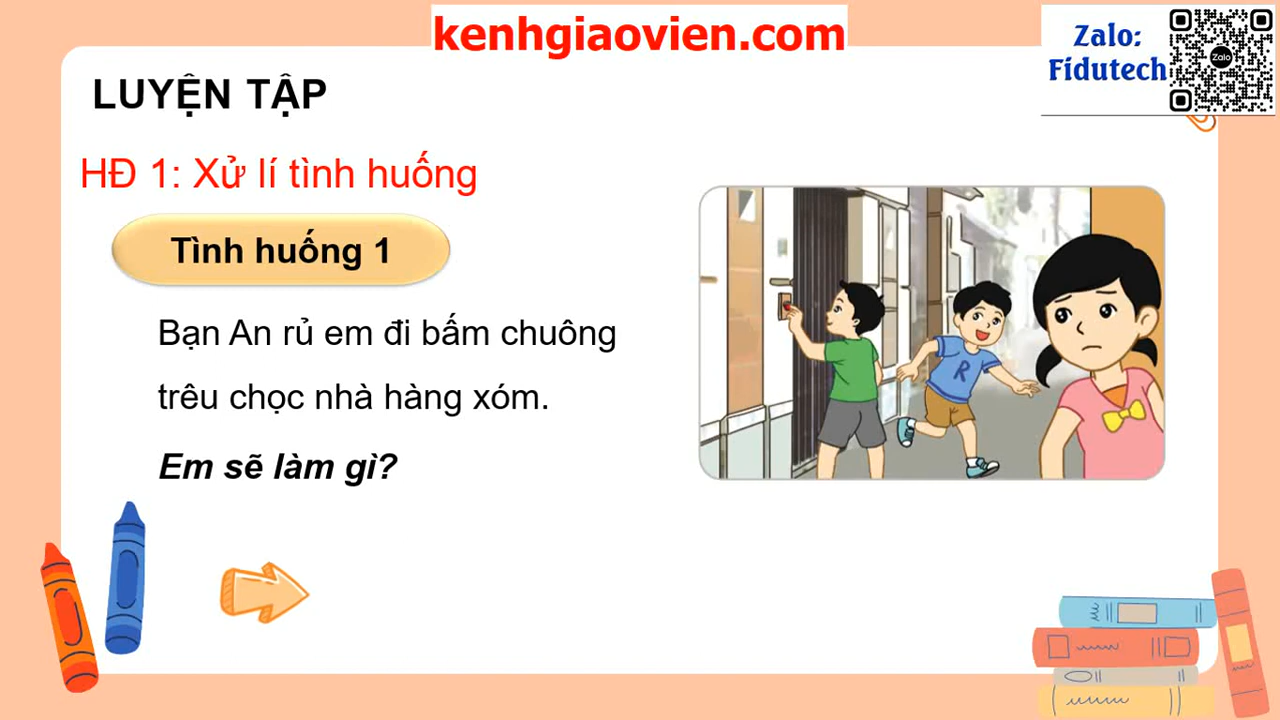 kenhgiaovien.com
Zalo:
Fidutech
Zalo
LUYỆN TẬP
HĐ 1: Xử lí tình huống
Tình huống 1
Bạn An rủ em đi bấm chuông
trêu chọc nhà hàng xóm.
Em sẽ làm gì?
R